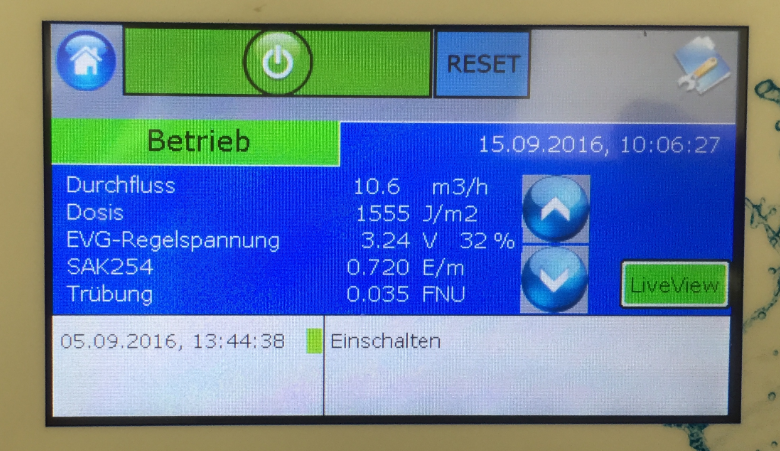 RESET
Betrieb 15.09.2016, 10:06:27
Durchfluss 10.6 m3/h
Dosis 1555 J/m2
EVG-Regelspannung 3.24 V 32 %
SAK254 0.720 E/m
Trübung 0.035 FNU
LiveView
05.09.2016, 13:44:38 Einschalten